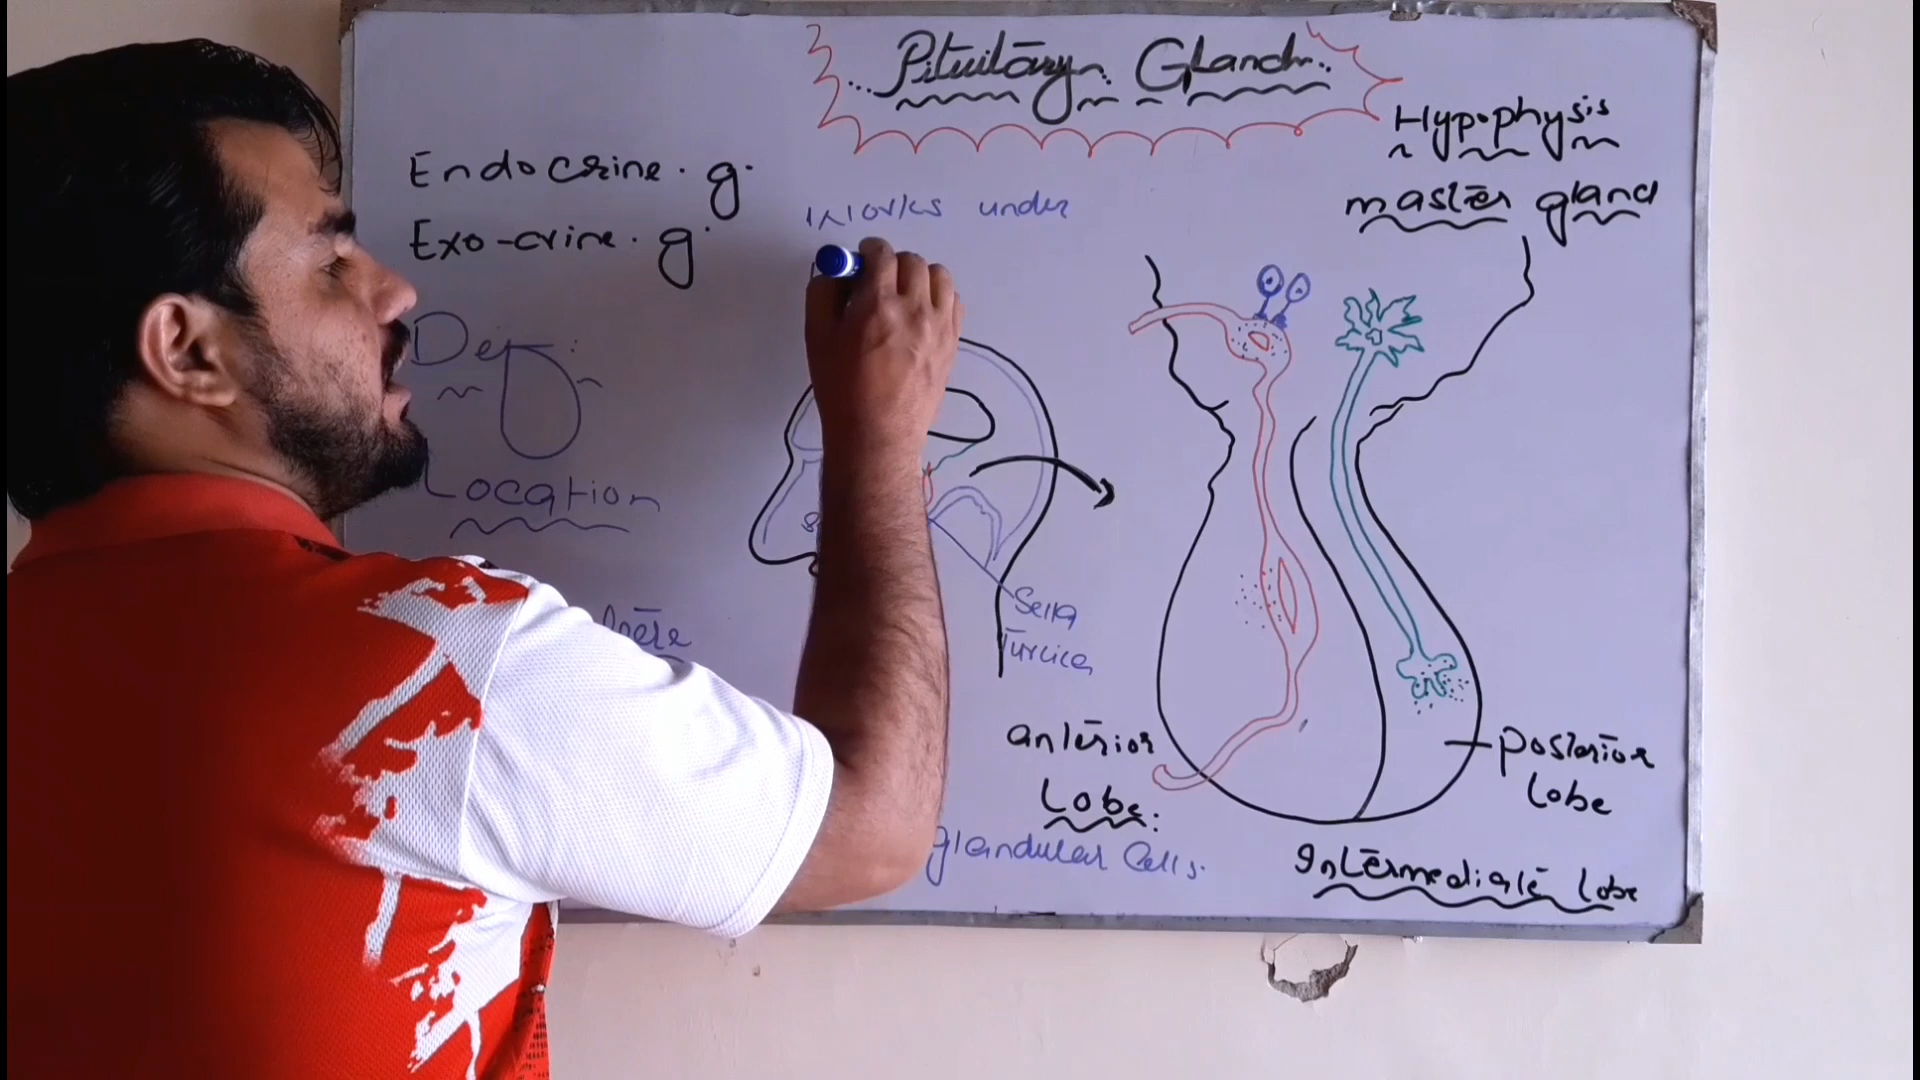 Pituitary Gland
Hypophysis
master gland
Endocrine. g.
Exo-crine. g.
works under
Def:
Location
Sella
Turcica
anterior
Lobe:
glandular Cells.
posterior
Lobe
Intermediate Lobe